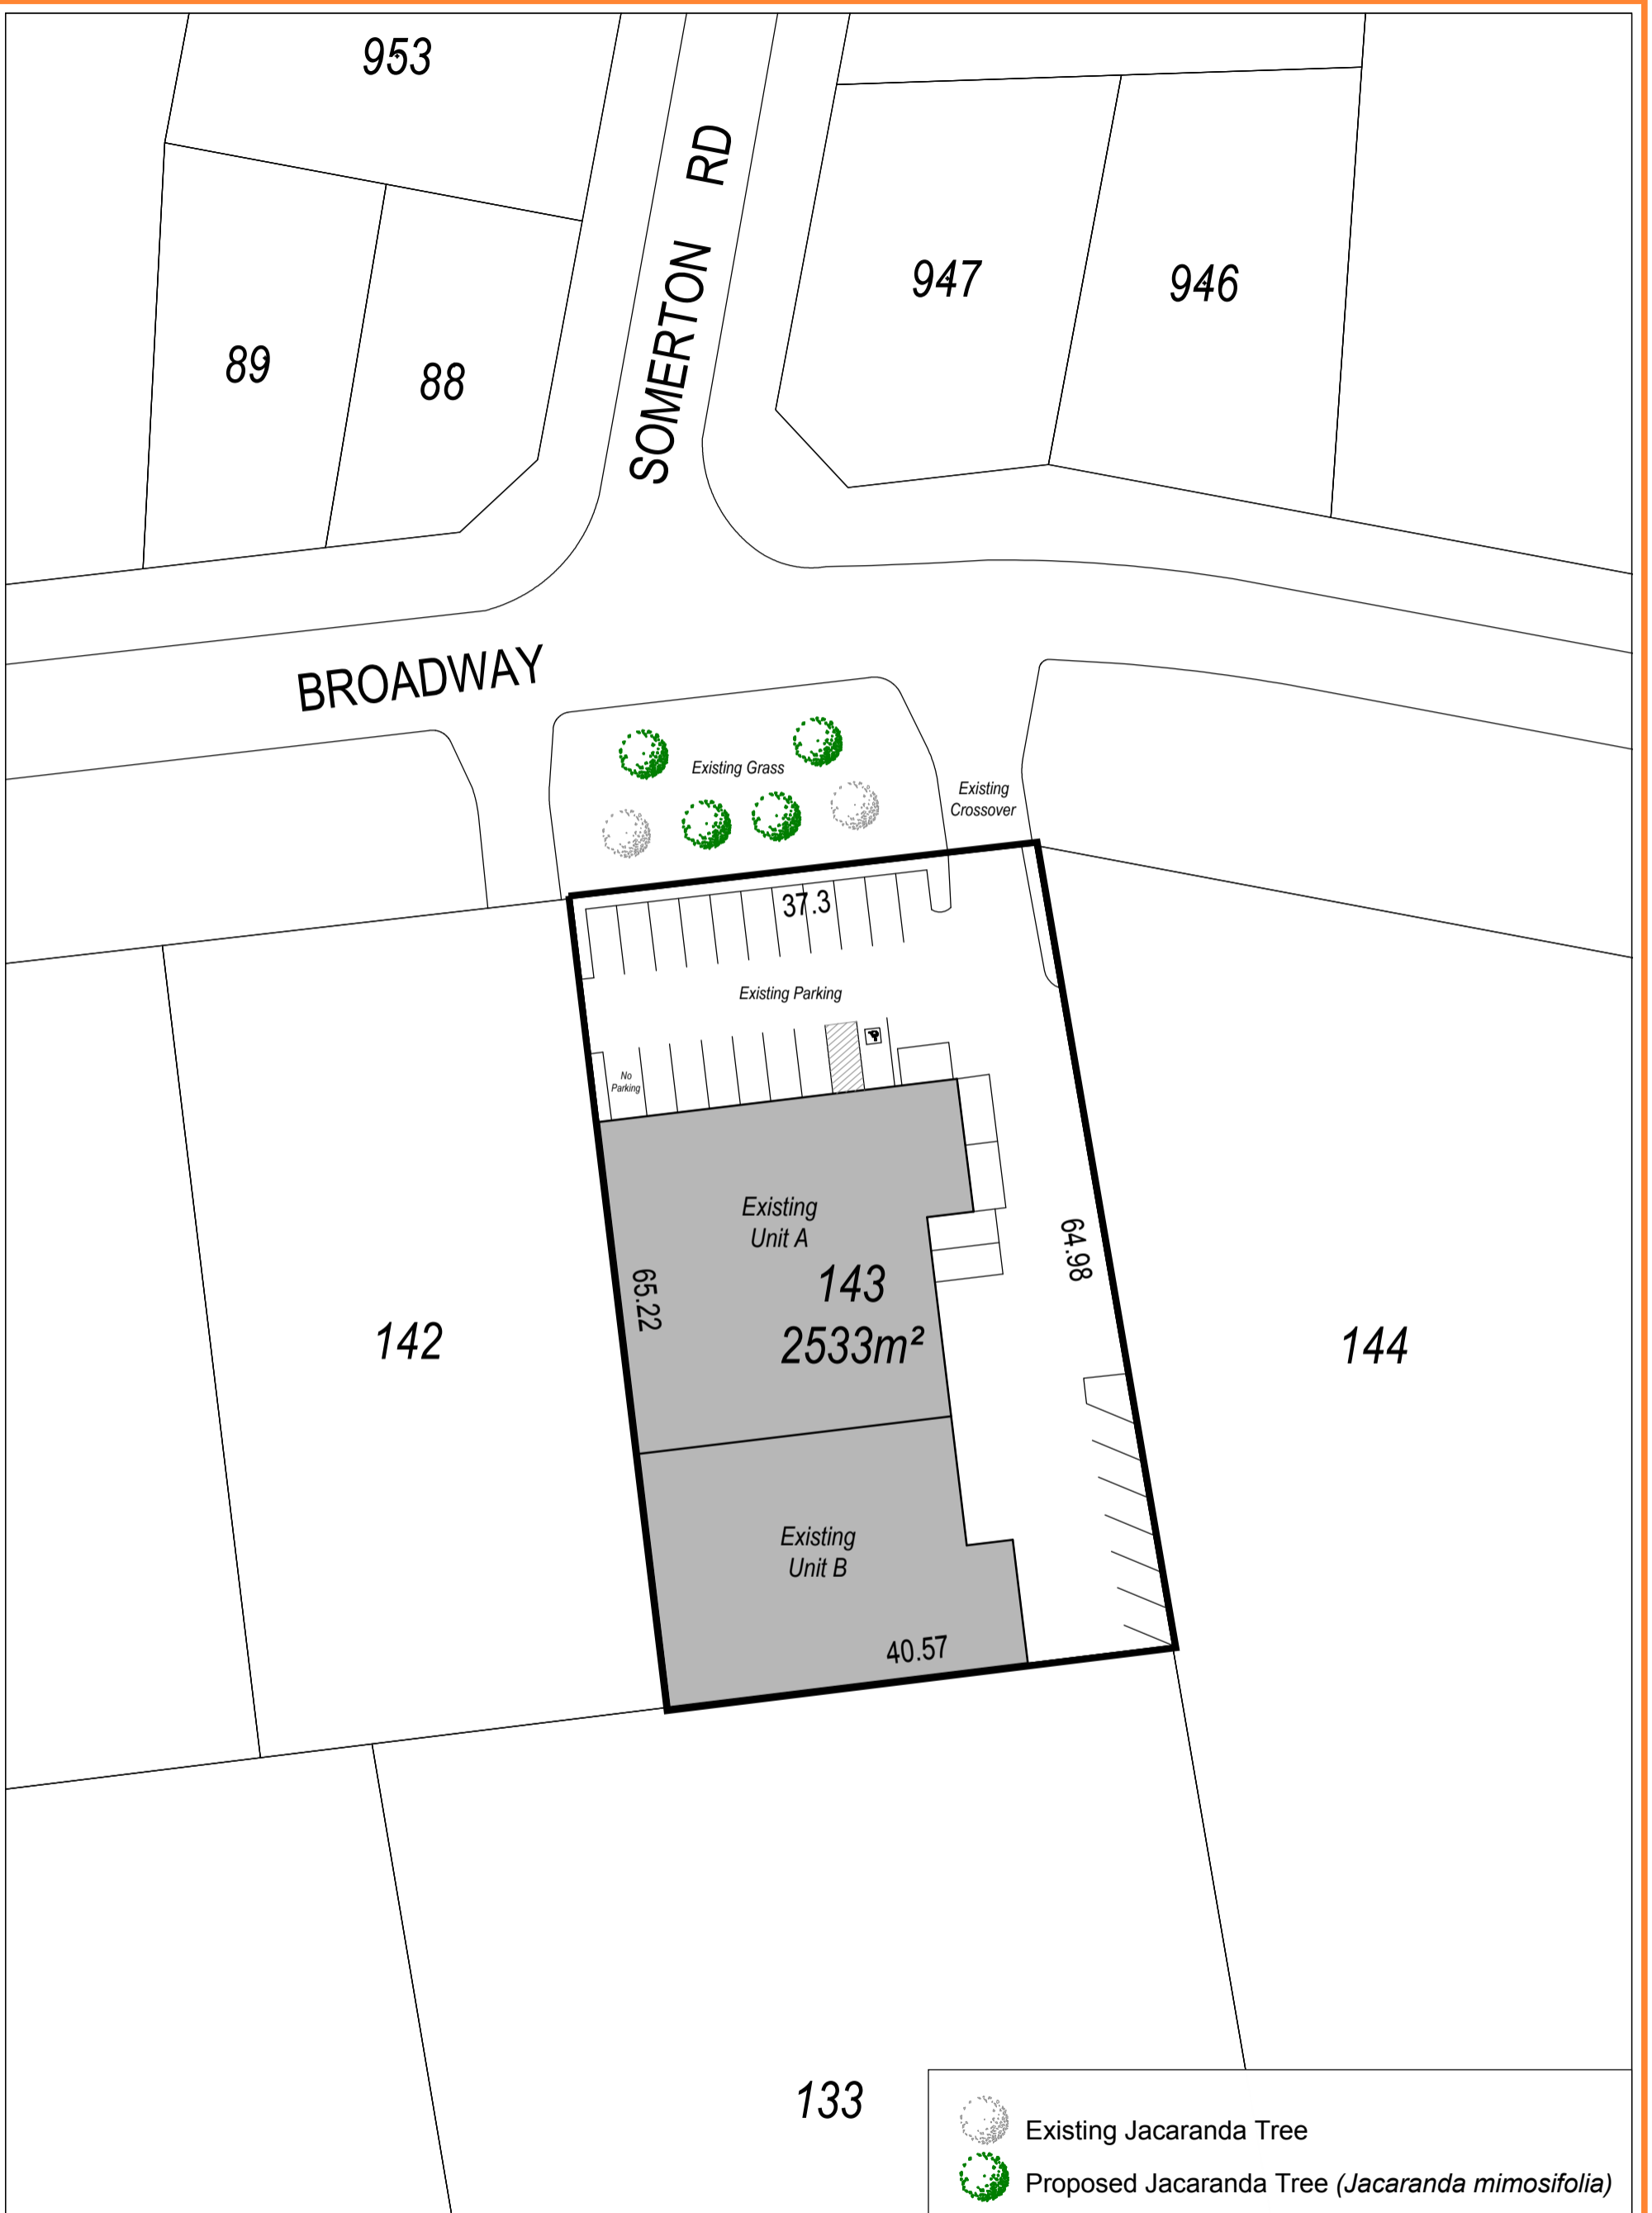 953
SOMERTON RD
947
946
89
88
BROADWAY
Existing Grass
Existing
Crossover
37.3
Existing Parking
No
Parking
Existing
Unit A
143
2533m²
65.22
64.98
142
144
Existing
Unit B
40.57
133
Existing Jacaranda Tree
Proposed Jacaranda Tree (Jacaranda mimosifolia)